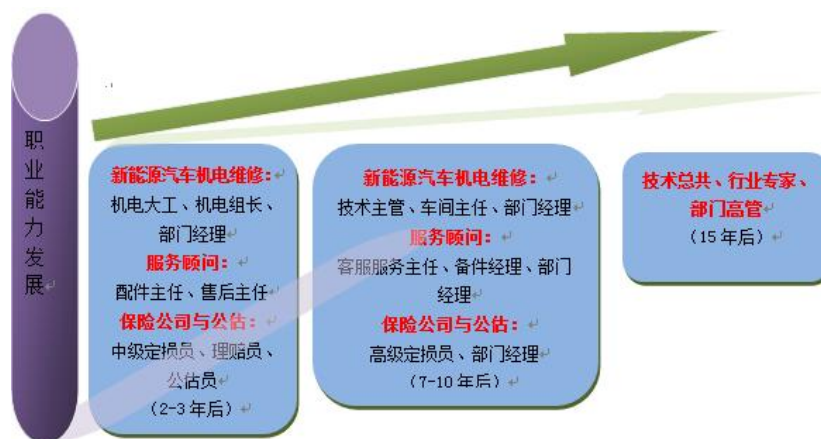 职业能力发展
新能源汽车机电维修：
机电大工、机电组长、
部门经理
服务顾问：
配件主任、售后主任
保险公司与公估：
中级定损员、理赔员、
公估员
（2-3 年后）
新能源汽车机电维修：
技术主管、车间主任、部门经理
服务顾问：
客服服务主任、备件经理、部门
经理
保险公司与公估：
高级定损员、部门经理
（7-10 年后）
技术总共、行业专家、
部门高管
（15 年后）